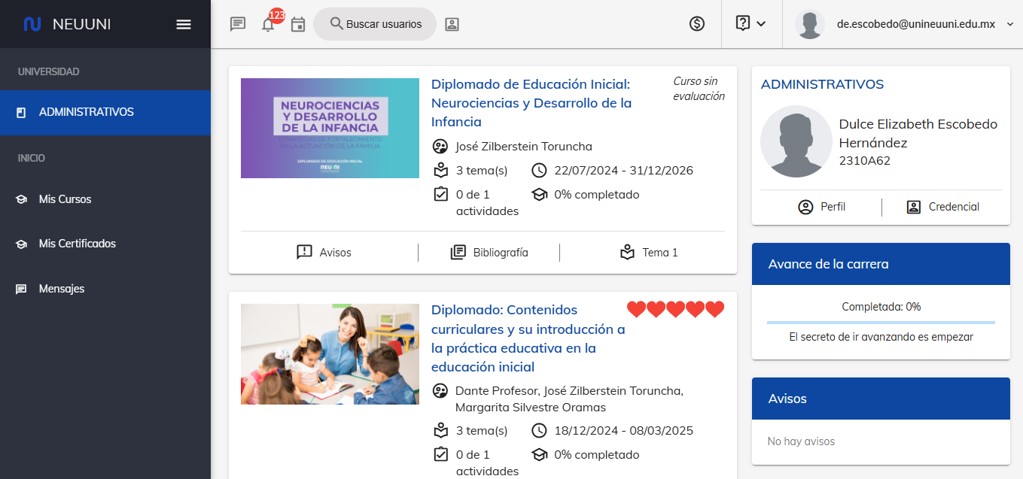 NEUUNI
123
Buscar usuarios
de.escobedo@unineuuni.edu.mx
UNIVERSIDAD
ADMINISTRATIVOS
INICIO
Mis Cursos
Mis Certificados
Mensajes
NEUROCIENCIAS
Y DESARROLLO
DE LA INFANCIA
DIPLOMADO DE EDUCACIÓN INICIAL
NEUNI
Diplomado de Educación Inicial:
Neurociencias y Desarrollo de la
Infancia
Curso sin
evaluación
José Zilberstein Toruncha
3 tema(s) 22/07/2024 - 31/12/2026
0 de 1
actividades
0% completado
Avisos
Bibliografía
Tema 1
Diplomado: Contenidos
curriculares y su introducción a
la práctica educativa en la
educación inicial
Dante Profesor, José Zilberstein Toruncha,
Margarita Silvestre Oramas
3 tema(s) 18/12/2024 - 08/03/2025
0 de 1
actividades
0% completado
ADMINISTRATIVOS
Dulce Elizabeth Escobedo
Hernández
2310A62
Perfil
Credencial
Avance de la carrera
Completada: 0%
El secreto de ir avanzando es empezar
Avisos
No hay avisos